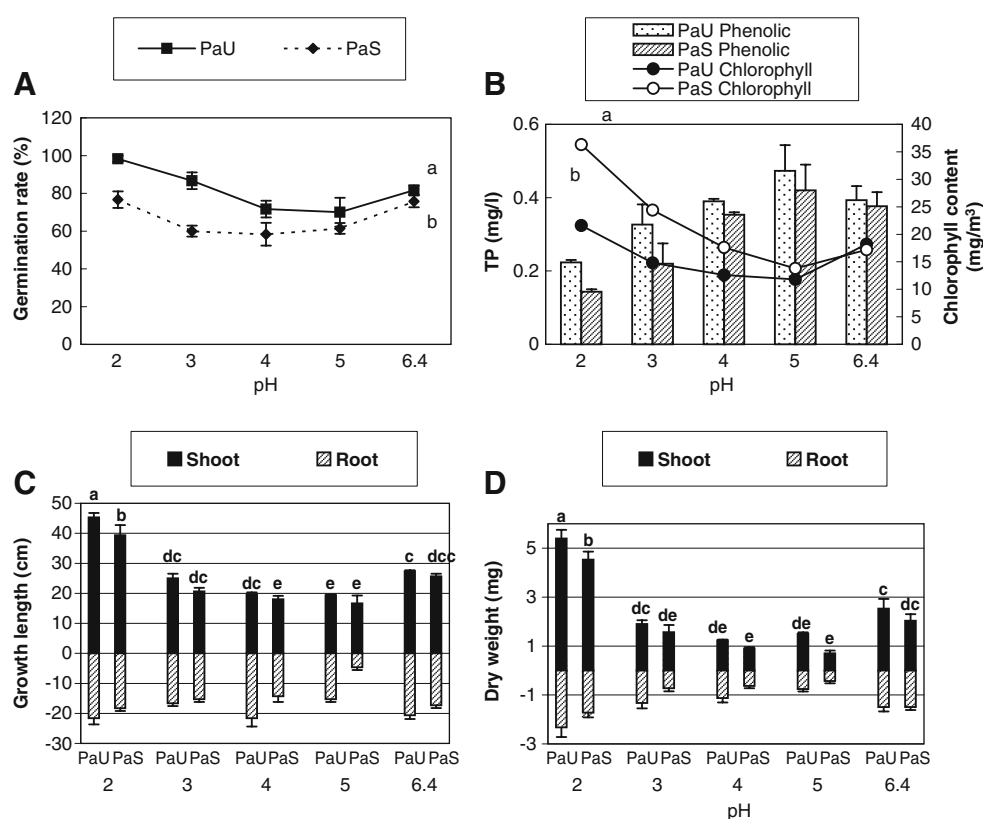 PaU PaS
PaU Phenolic
PaS Phenolic
PaU Chlorophyll
PaS Chlorophyll
A
B
Germination rate (%)
120
100
80
60
40
20
0
2 3 4 5 6.4
pH
a
b
TP (mg/l)
0.6
0.4
0.2
0
a
b
2 3 4 5 6.4
pH
40
35
30
25
20
15
10
5
0
Chlorophyll content
(mg/m³)
Shoot Root
C
Growth length (cm)
50
40
30
20
10
0
-10
-20
-30
a b dc dc dc e e e c dcc
PaU PaS PaU PaS PaU PaS PaU PaS PaU PaS
2 3 4 5 6.4
Shoot Root
D
Dry weight (mg)
5
3
1
-1
-3
a b dc de de e de e c dc
PaU PaS PaU PaS PaU PaS PaU PaS PaU PaS
2 3 4 5 6.4
pH